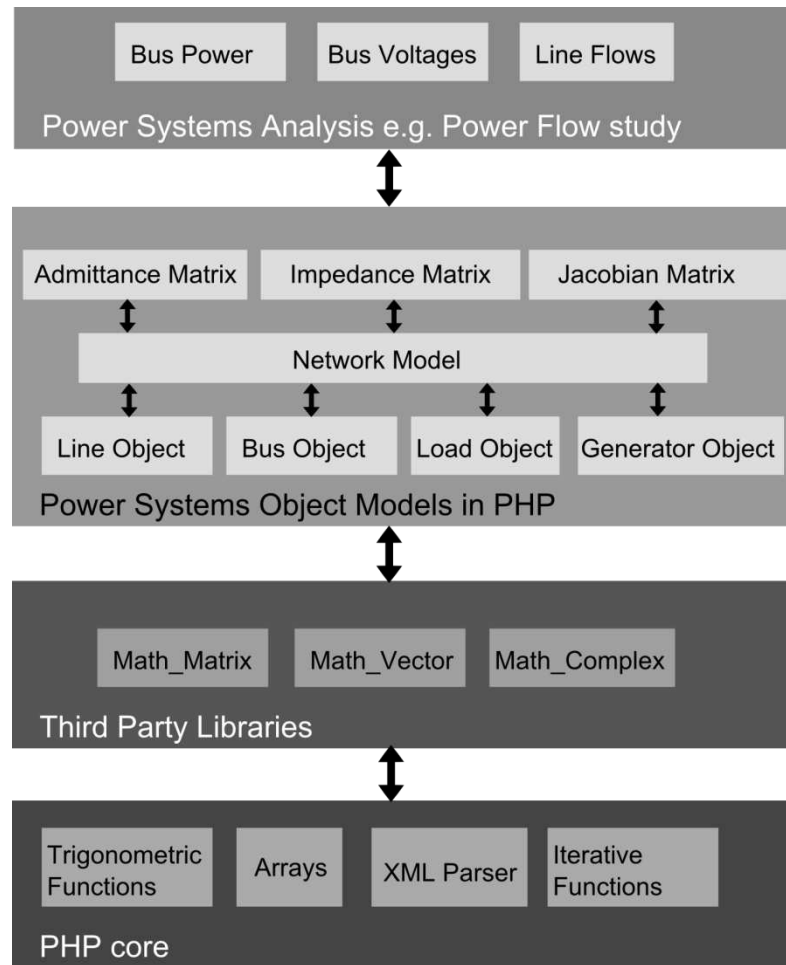 Bus Power
Bus Voltages
Line Flows
Power Systems Analysis e.g. Power Flow study
Admittance Matrix
Impedance Matrix
Jacobian Matrix
Network Model
Line Object
Bus Object
Load Object
Generator Object
Power Systems Object Models in PHP
Math_Matrix
Math_Vector
Math_Complex
Third Party Libraries
Trigonometric
Functions
Arrays
XML Parser
Iterative
Functions
PHP core